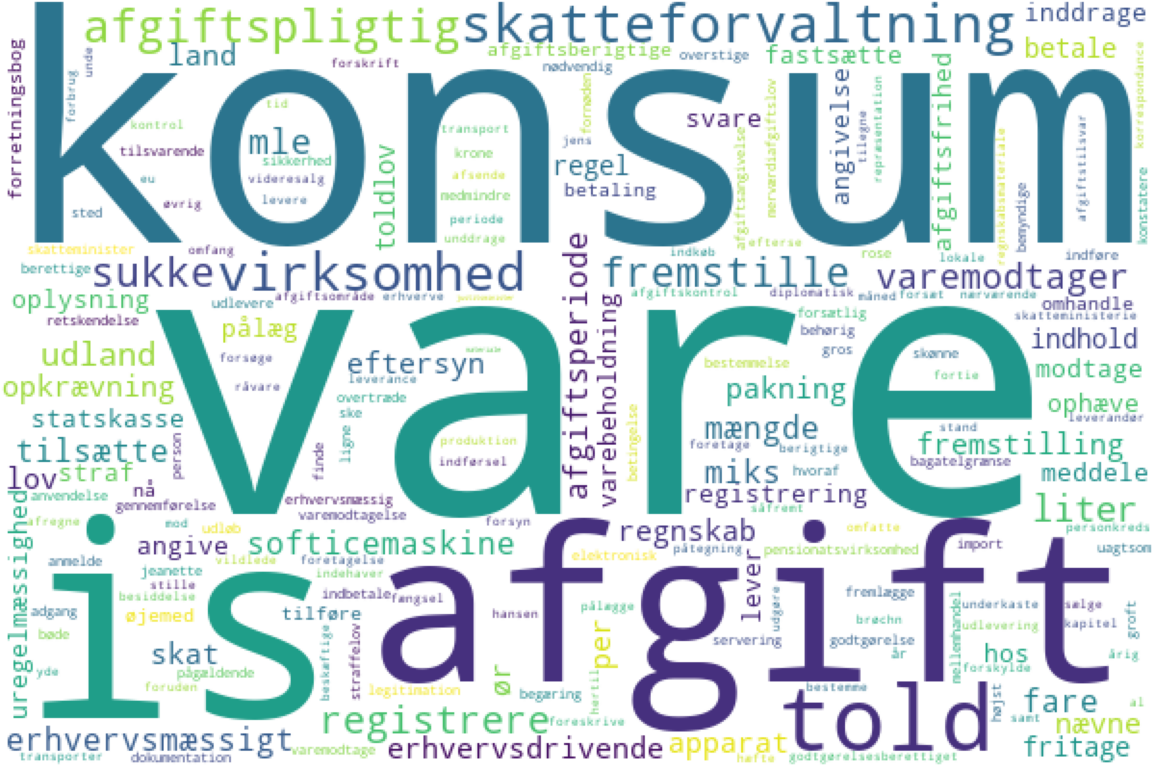 afgiftspligtig
skatteforvaltning
inddrage
land
forskrift
afgiftsberigtige
nødvendig
overstige
fastsætte
betale
forretningsbog
forbrug
unde
konsum
kontrol
tilsvarende
eu
øvrig
sted
tid
mle
sikkerhed
videresalg
levere
toldlov
transport
krone
afsende
medmindre
periode
unddrage
fornøden
jens
regel
betaling
svare
afgiftsangivelse
merværdiafgiftslov
angivelse
tilegne
repræsentation
afgiftsfrihed
regnskabsmateriale
bemyndige
afgiftstilsvar
korrespondance
konstatere
skatteminister
omfang
berettige
sukke
virksomhed
indkøb
efterse
rose
lokale
indføre
fremstille
varemodtager
oplysning
retskendelse
udlevere
afgiftsområde
erhverve
afgiftsperiode
varebeholdning
afgiftskontrol
diplomatisk
måned
forsæt
nærværende
omhandle
skatteministerie
pålæg
forsøge
råvare
udland
opkrævning
statskasse
tilsætte
vare
eftersyn
leverance
overtræde
ske
materiale
produktion
indførsel
ligne
finde
person
forsætlig
behørig
gros
bestemmelse
pakning
skønne
fortie
indhold
modtage
ophæve
leverandør
betingelse
mængde
foretage
berigtige
stand
fremstilling
bagatelgrænse
meddele
miks
hvoraf
registrering
såfremt
liter
personkreds
lov
straf
nå
anvendelse
gennemførelse
erhvervsmæssig
varemodtagelse
forsyn
uregelmæssighed
afregne
mod
udløb
angive
vildlede
softicemaskine
regnskab
elektronisk
påtegning
pensionatsvirksomhed
omfatte
import
uagtsom
anmelde
jeanette
stille
besiddelse
øjemed
foretagelse
indehaver
indbetale
fængsel
tilføre
adgang
bøde
yde
is
afgift
hansen
pålægge
lever
udgøre
servering
fremlægge
brøchn
godtgørelse
år
underkaste
udlevering
sælge
kapitel
groft
mellemhandel
hos
forskylde
årig
skat
pågældende
foruden
beskæftige
straffelov
legitimation
ør
begæring
hertil
per
bestemme
told
højst
samt
fare
nævne
al
registrere
foreskrive
erhvervsmæssigt
transporter
dokumentation
varemodtage
erhvervsdrivende
hæfte
apparat
godtgørelsesberettiget
fritage